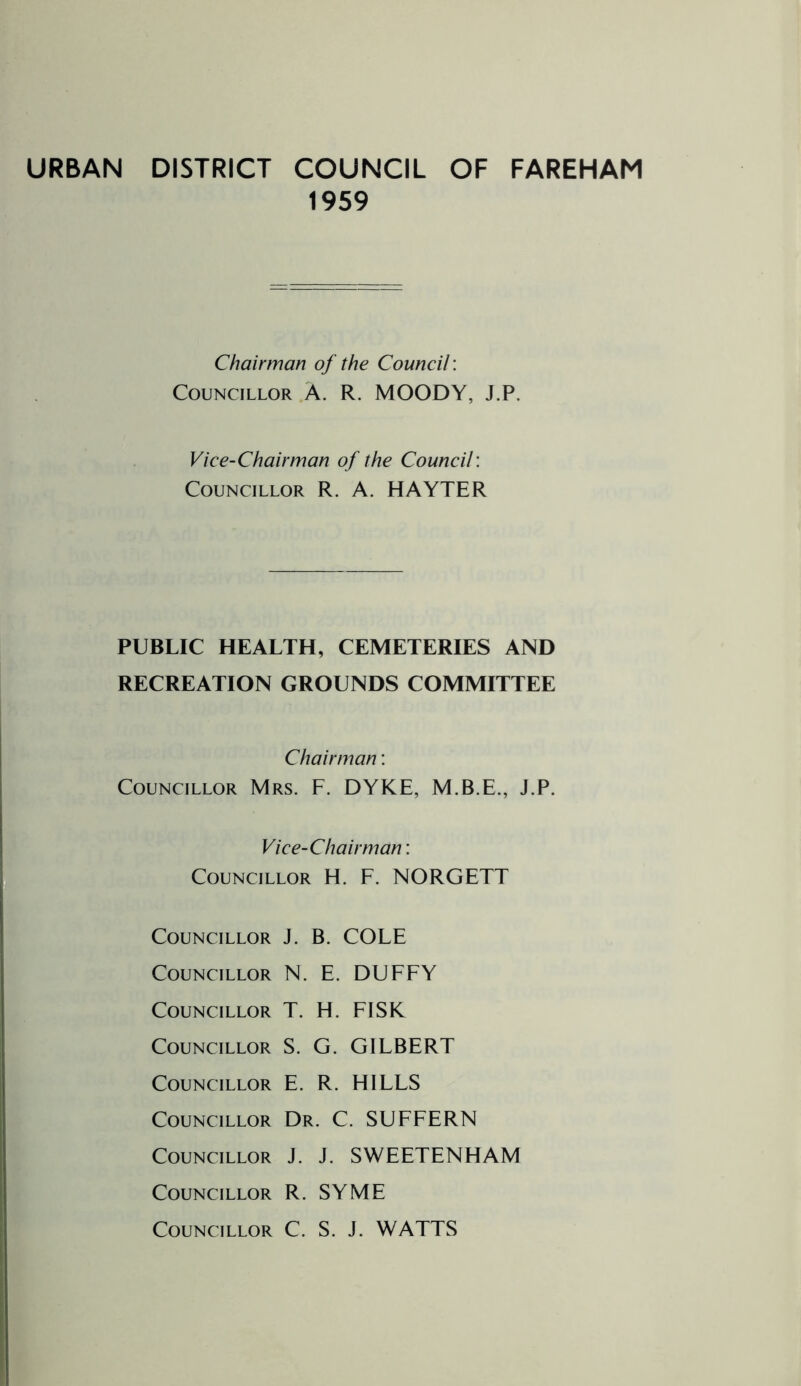 URBAN DISTRICT COUNCIL OF FAREHAM
1959
Chairman of the Council:
Councillor A. R. MOODY, J.P.
Vice-Chairman of the Council:
Councillor R. A. HAYTER
PUBLIC HEALTH, CEMETERIES AND
RECREATION GROUNDS COMMITTEE
Chairman:
Councillor Mrs. F. DYKE, M.B.E., J.P.
Vice-Chairman:
Councillor H. F. NORGETT
Councillor J. B. COLE
Councillor N. E. DUFFY
Councillor T. H. FISK
Councillor S. G. GILBERT
Councillor E. R. HILLS
Councillor Dr. C. SUFFERN
Councillor J. J. SWEETENHAM
Councillor R. SYME
Councillor C. S. J. WATTS